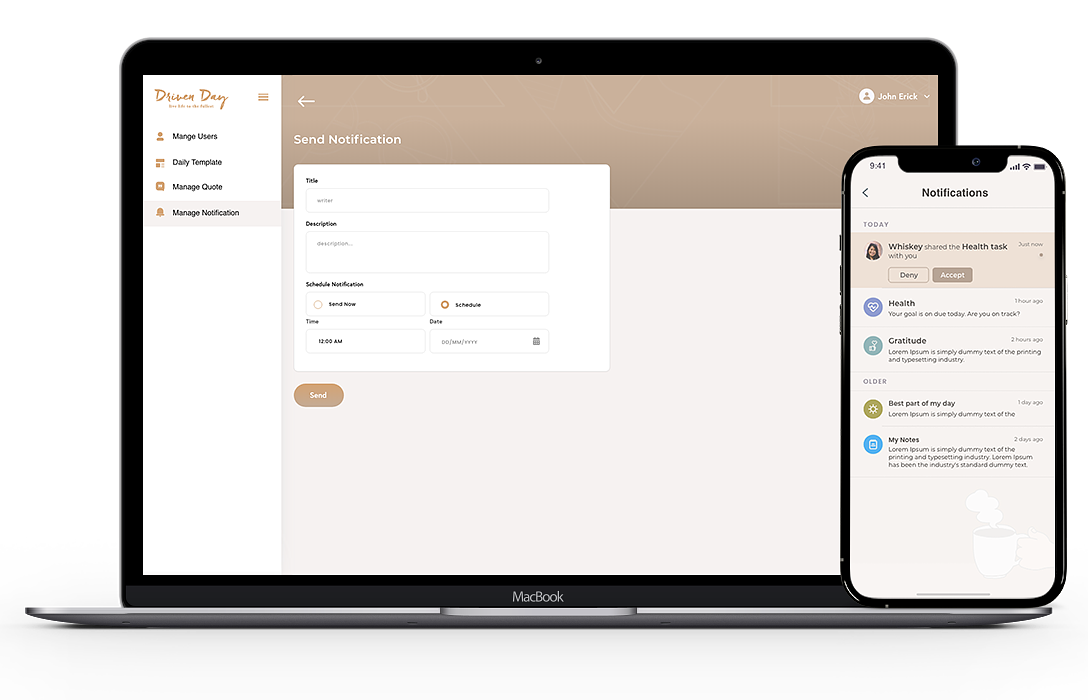 Driven Day
live life to the fullest
Mange Users
Daily Template
Manage Quote
Manage Notification
John Erick
Send Notification
Title
writer
Description
description...
Schedule Notification
Send Now
Schedule
Time
Date
12:00 AM
DD/MM/YYYY
Send
MacBook
9:41
Notifications
TODAY
Whiskey shared the Health task
with you
Just now
Deny
Accept
Health
1 hour ago
Your goal is on due today. Are you on track?
Gratitude
2 hours ago
Lorem Ipsum is simply dummy text of the printing
and typesetting industry.
OLDER
Best part of my day
1 day ago
Lorem Ipsum is simply dummy text of the
My Notes
2 days ago
Lorem Ipsum is simply dummy text of the
printing and typesetting industry. Lorem Ipsum
has been the industry's standard dummy text.